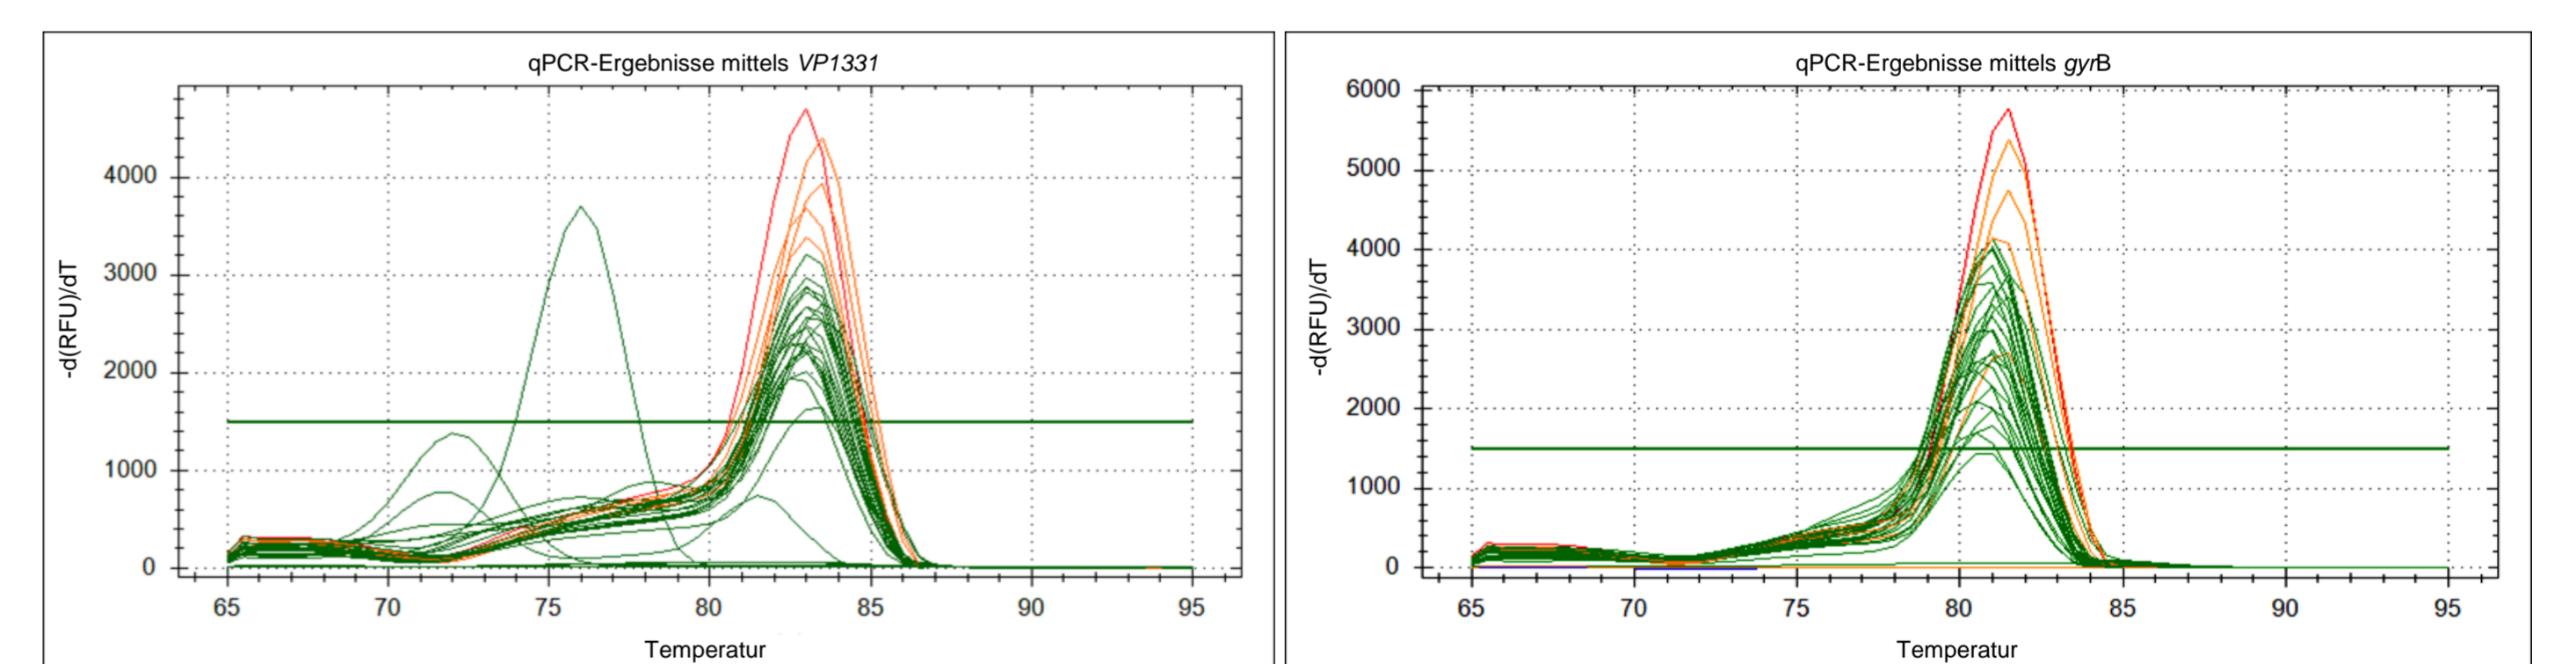 qPCR-Ergebnisse mittels VP1331
4000
3000
2000
1000
0
-d(RFU)/dT
65 70 75 80 85 90 95
Temperatur
qPCR-Ergebnisse mittels gyrB
6000
5000
4000
3000
2000
1000
0
-d(RFU)/dT
65 70 75 80 85 90 95
Temperatur